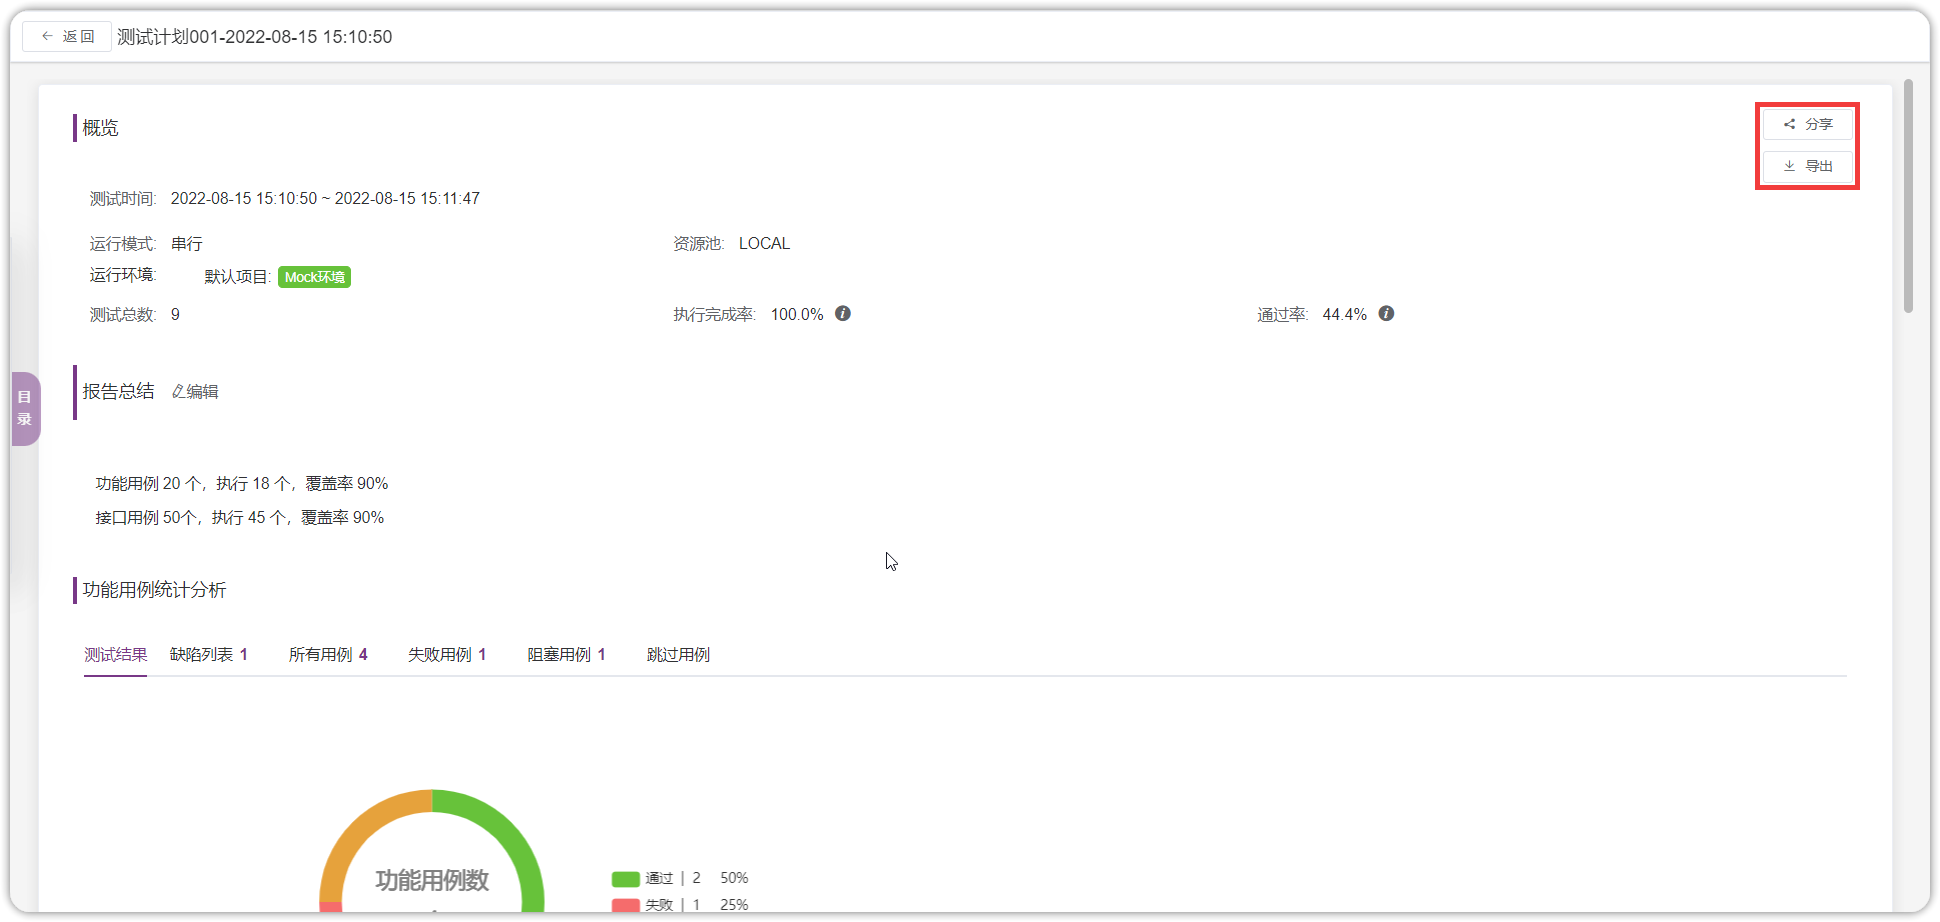 返回 测试计划001-2022-08-15 15:10:50
概览
分享
导出
测试时间: 2022-08-15 15:10:50 ~ 2022-08-15 15:11:47
运行模式: 串行 资源池: LOCAL
运行环境: 默认项目: Mock环境
测试总数: 9 执行完成率: 100.0% 通过率: 44.4%
目录
报告总结 编辑
功能用例 20 个，执行 18 个，覆盖率 90%
接口用例 50个，执行 45 个，覆盖率 90%
功能用例统计分析
测试结果 缺陷列表 1 所有用例 4 失败用例 1 阻塞用例 1 跳过用例
功能用例数
通过 | 2 50%
失败 | 1 25%